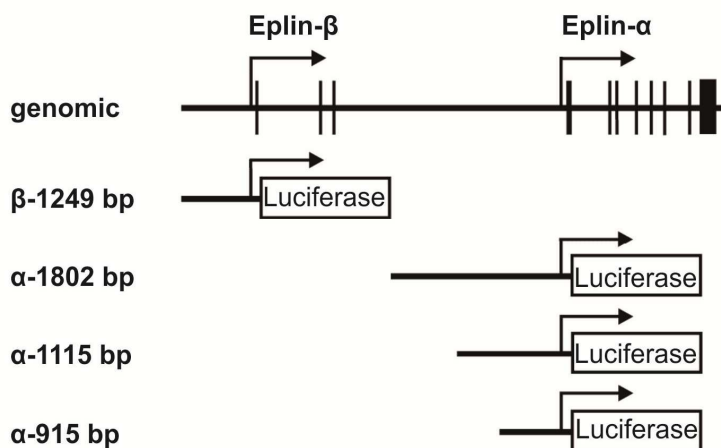 Eplin-β Eplin-α
genomic
β-1249 bp Luciferase
α-1802 bp Luciferase
α-1115 bp Luciferase
α-915 bp Luciferase